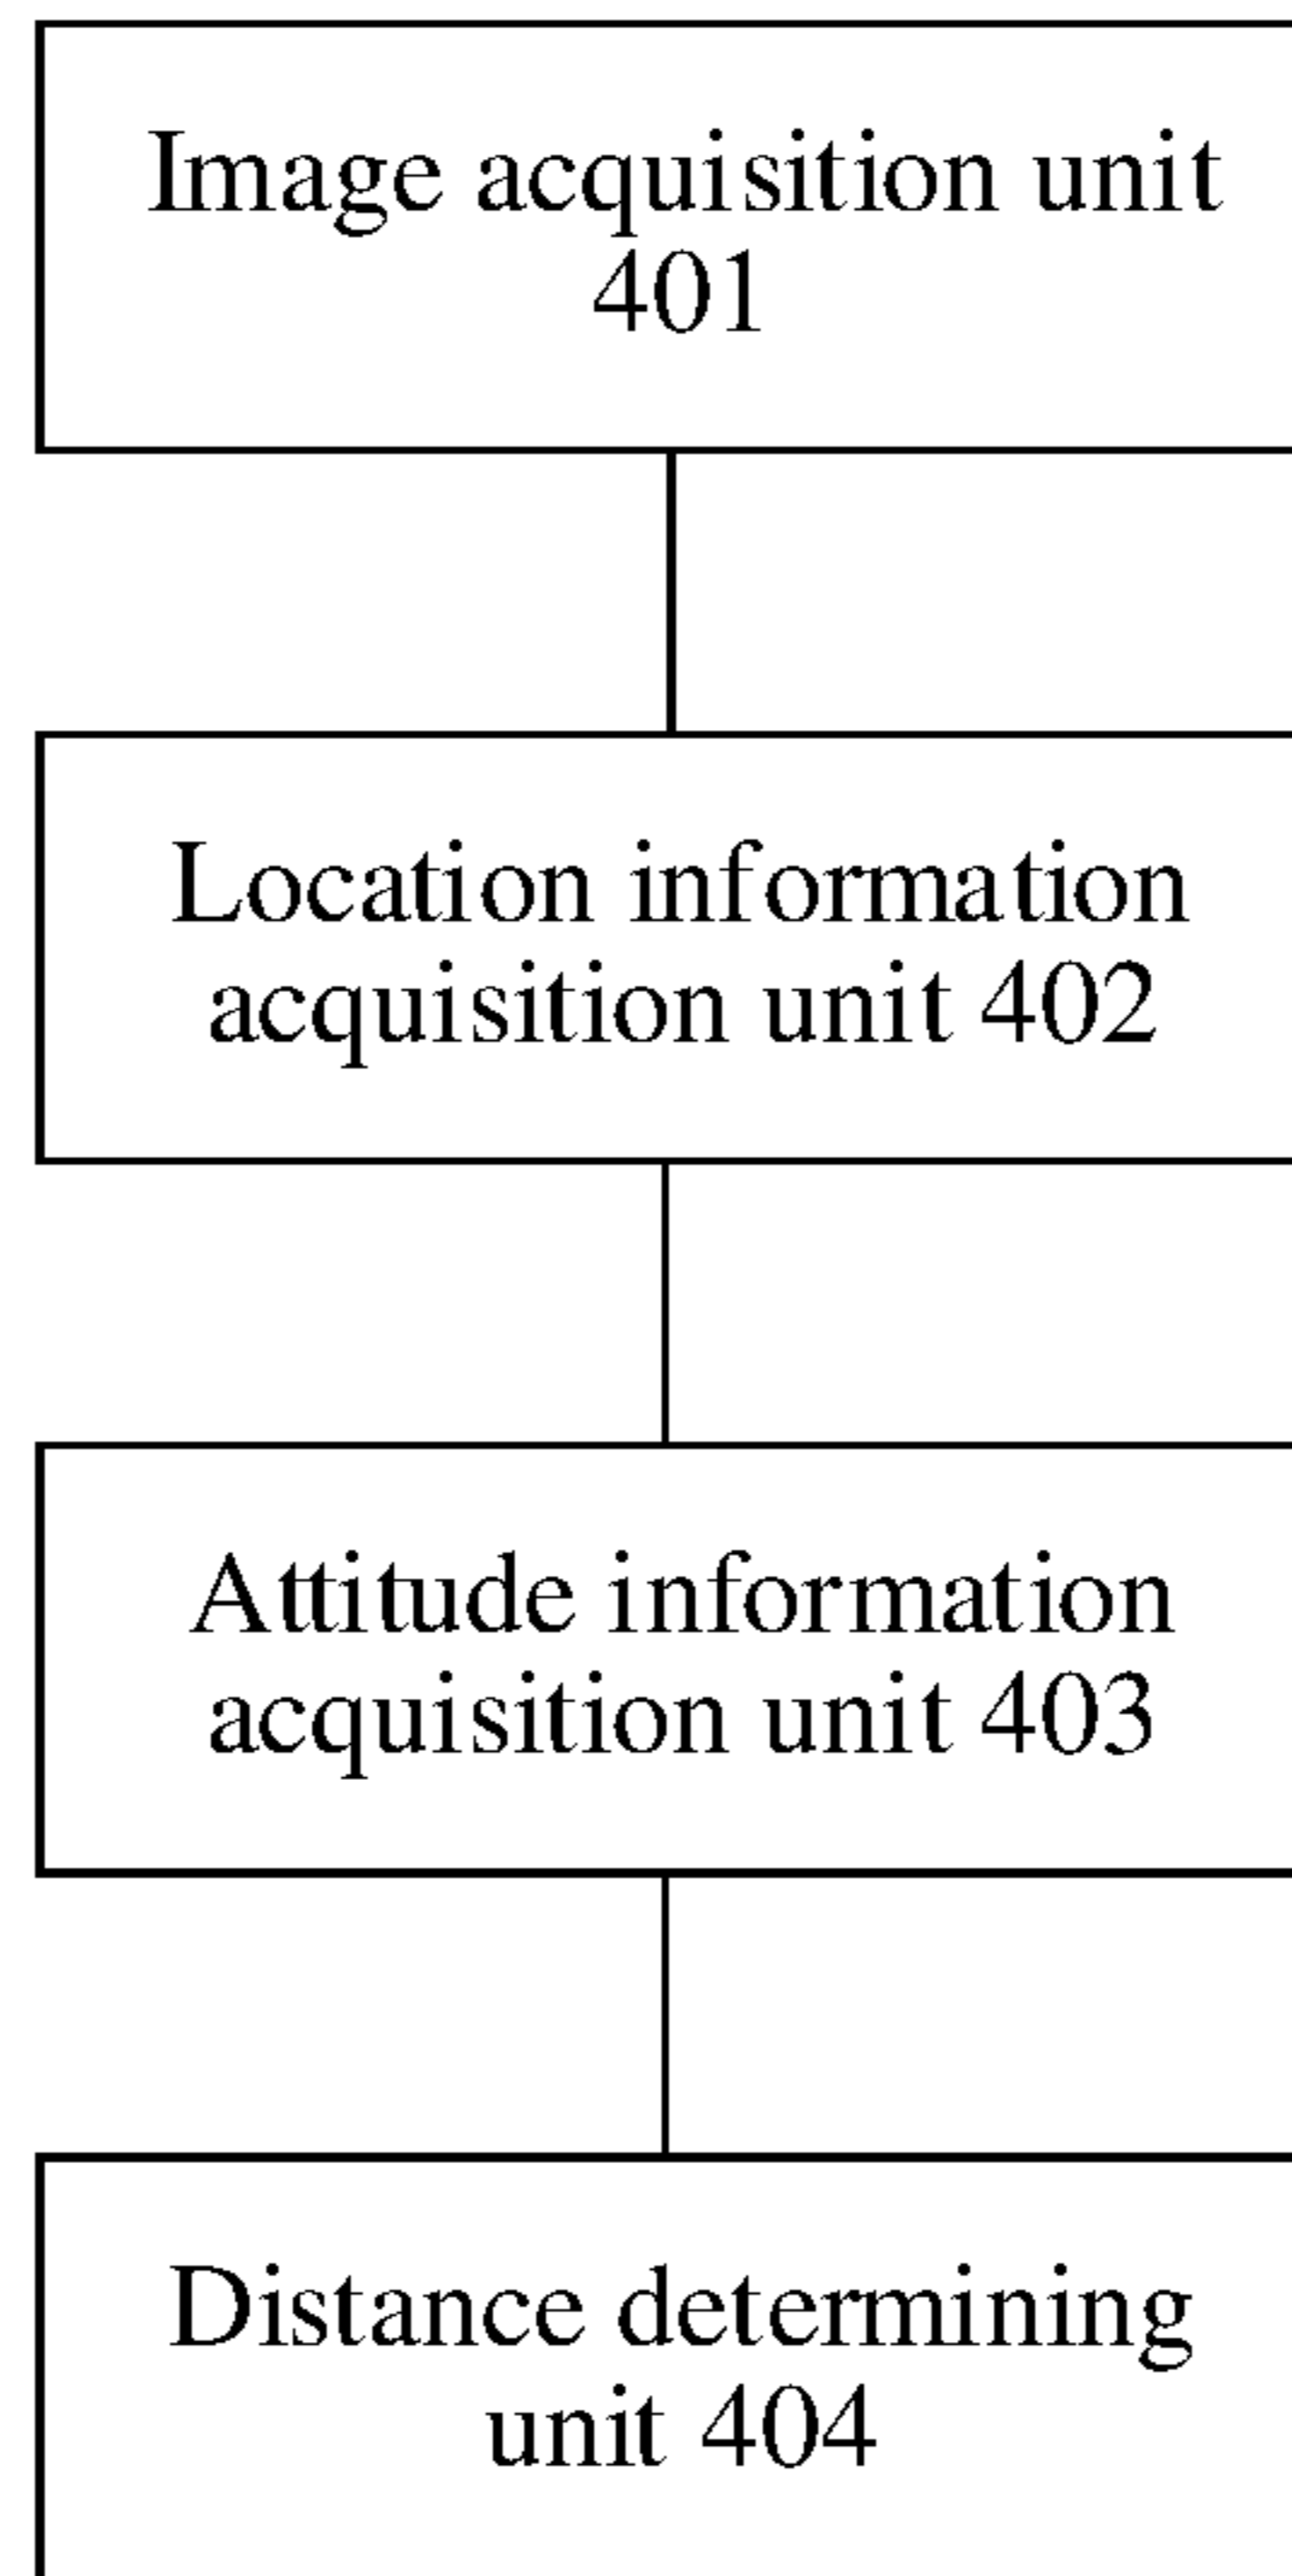 Image acquisition unit
401
Location information
acquisition unit 402
Attitude information
acquisition unit 403
Distance determining
unit 404